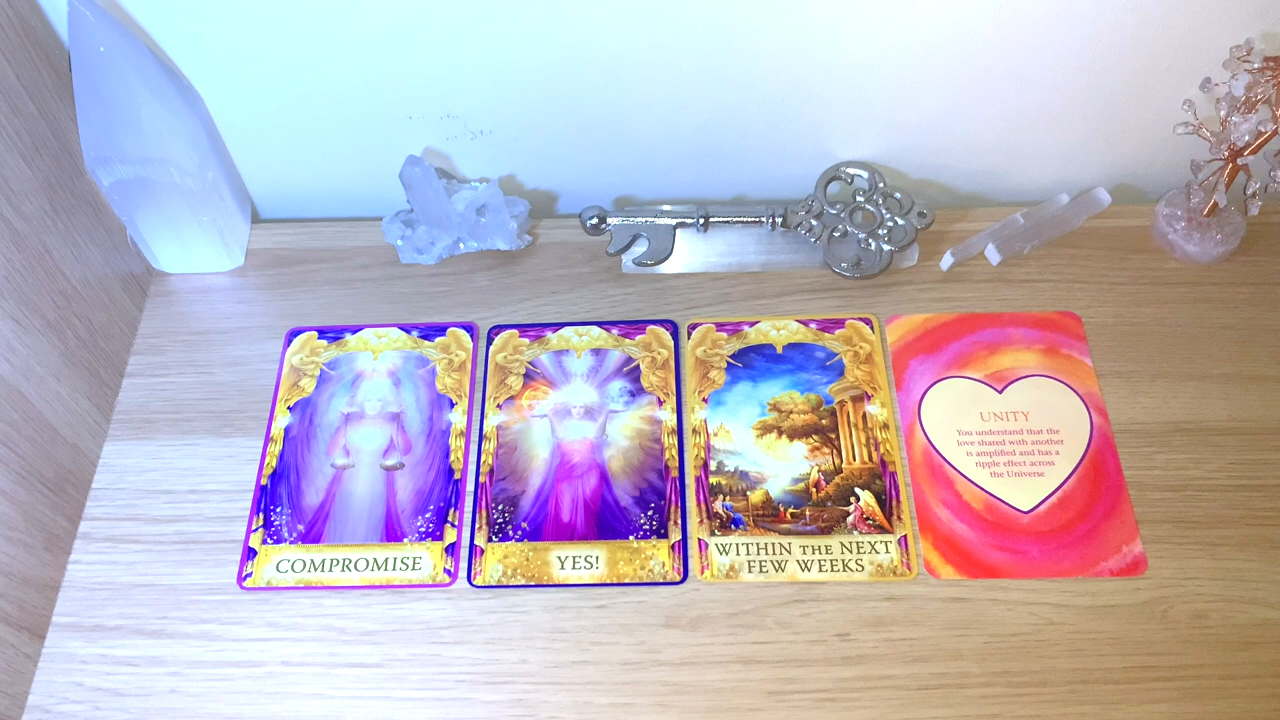 COMPROMISE
YES!
WITHIN THE NEXT
FEW WEEKS
UNITY
You understand that the
love shared with another
is amplified and has a
ripple effect across
the Universe